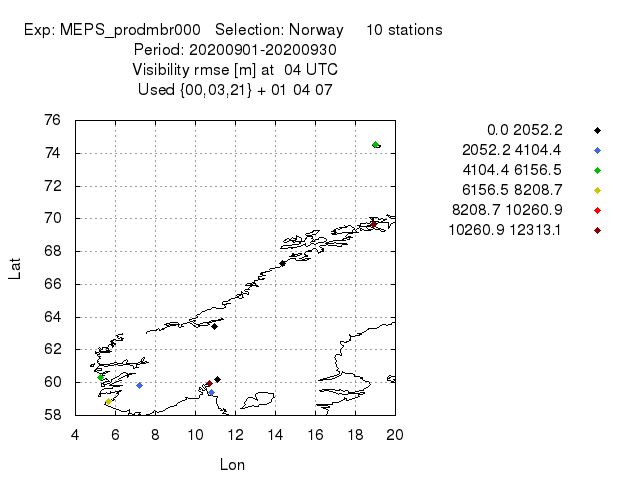 Exp: MEPS_prodmbr000 Selection: Norway 10 stations
Period: 20200901-20200930
Visibility rmse [m] at 04 UTC
Used {00,03,21} + 01 04 07
0.0 2052.2
2052.2 4104.4
4104.4 6156.5
6156.5 8208.7
8208.7 10260.9
10260.9 12313.1
76
74
72
70
68
66
64
62
60
58
Lat
4 6 8 10 12 14 16 18 20
Lon